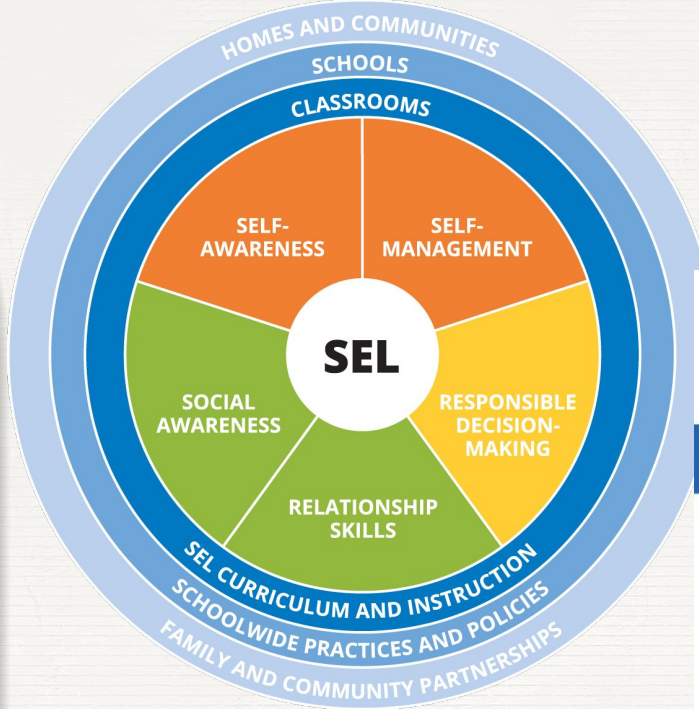 HOMES AND COMMUNITIES
SCHOOLS
CLASSROOMS
SELF-
AWARENESS
SELF-
MANAGEMENT
SEL
SOCIAL
AWARENESS
RESPONSIBLE
DECISION-
MAKING
RELATIONSHIP
SKILLS
SEL CURRICULUM AND INSTRUCTION
SCHOOLWIDE PRACTICES AND POLICIES
FAMILY AND COMMUNITY PARTNERSHIPS